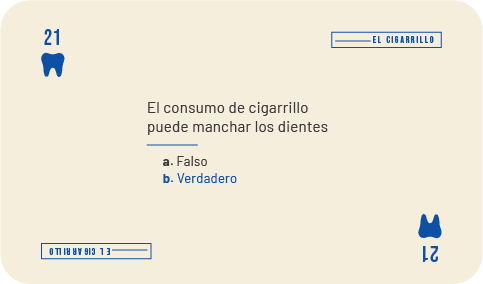 21
EL CIGARRILLO
El consumo de cigarrillo
puede manchar los dientes
a. Falso
b. Verdadero
EL CIGARRILLO
21